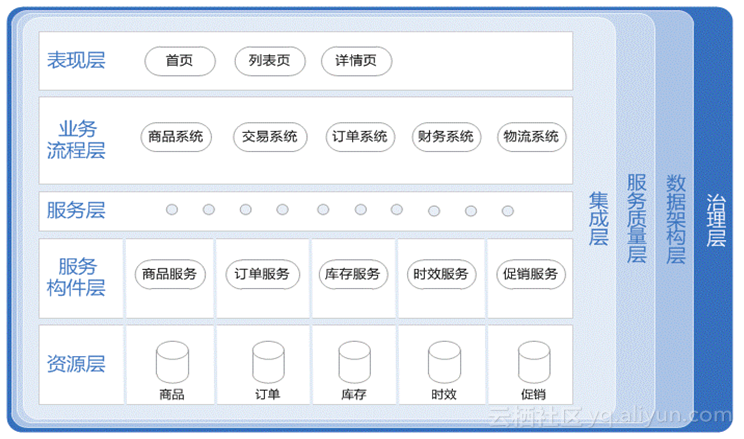 表现层
首页
列表页
详情页
业务
流程层
商品系统
交易系统
订单系统
财务系统
物流系统
服务层
服务
构件层
商品服务
订单服务
库存服务
时效服务
促销服务
资源层
商品
订单
库存
时效
促销
集成层
服务质量层
数据架构层
治理层
云栖社区 yq.aliyun.com